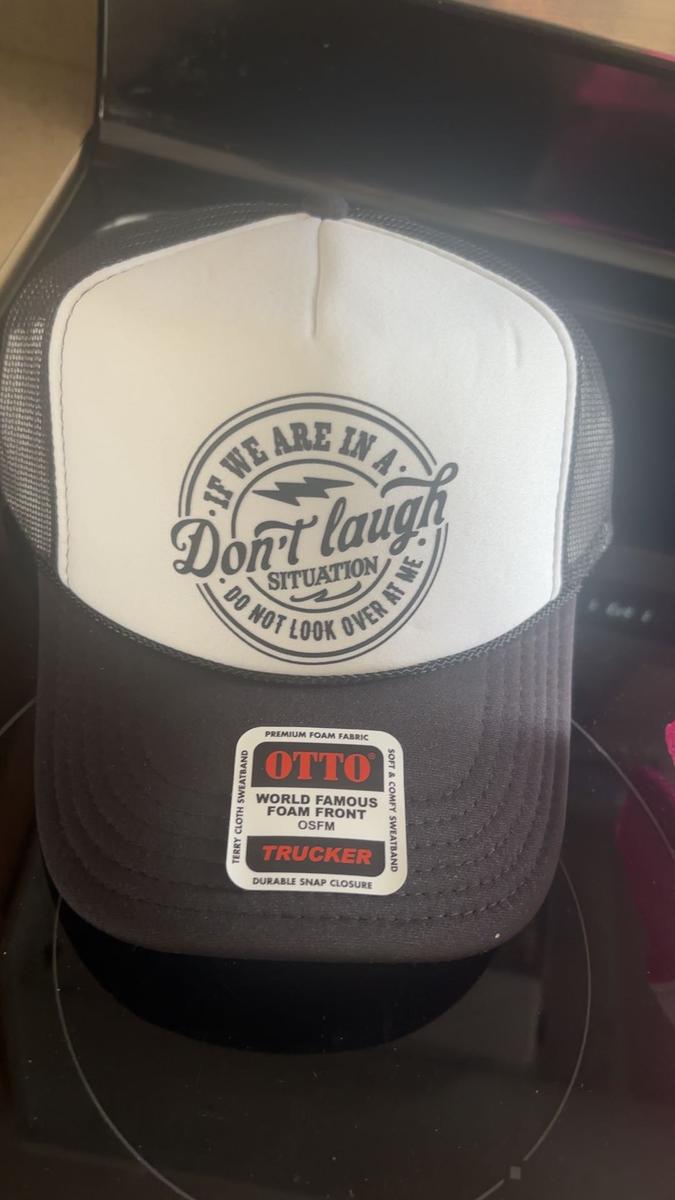 IF WE ARE IN A
Don't laugh
SITUATION
DO NOT LOOK OVER AT ME
PREMIUM FOAM FABRIC
TERRY CLOTH SWEATBAND
OTTO®
WORLD FAMOUS
FOAM FRONT
OSFM
TRUCKER
SOFT & COMFY SWEATBAND
DURABLE SNAP CLOSURE